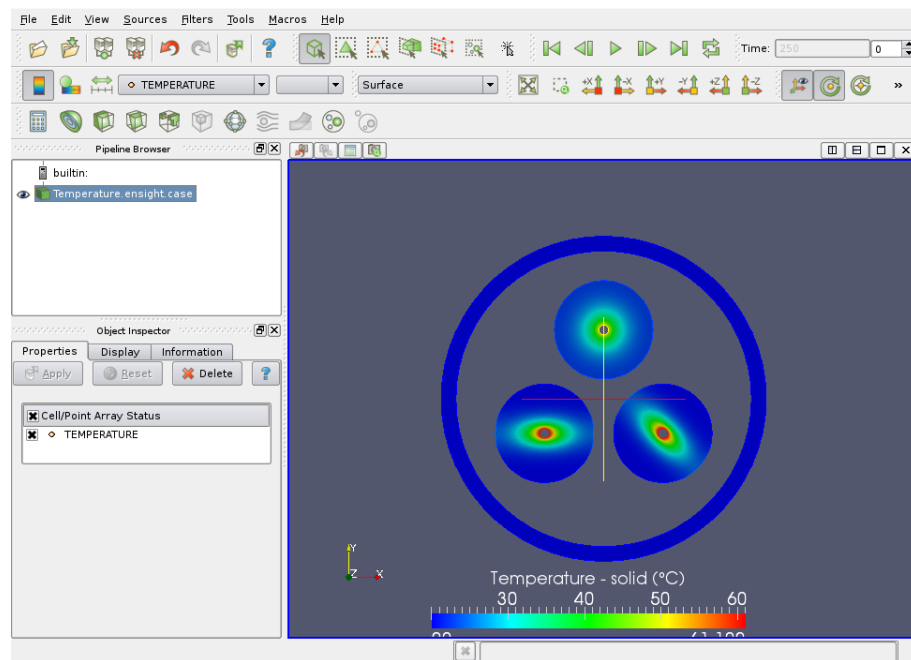 File Edit View Sources Filters Tools Macros Help
Time: 250 0
TEMPERATURE Surface
Pipeline Browser
builtin:
Temperature.ensight.case
Object Inspector
Properties Display Information
Apply Reset Delete ?
Cell/Point Array Status
TEMPERATURE
Y
Z X
Temperature - solid (°C)
30 40 50 60